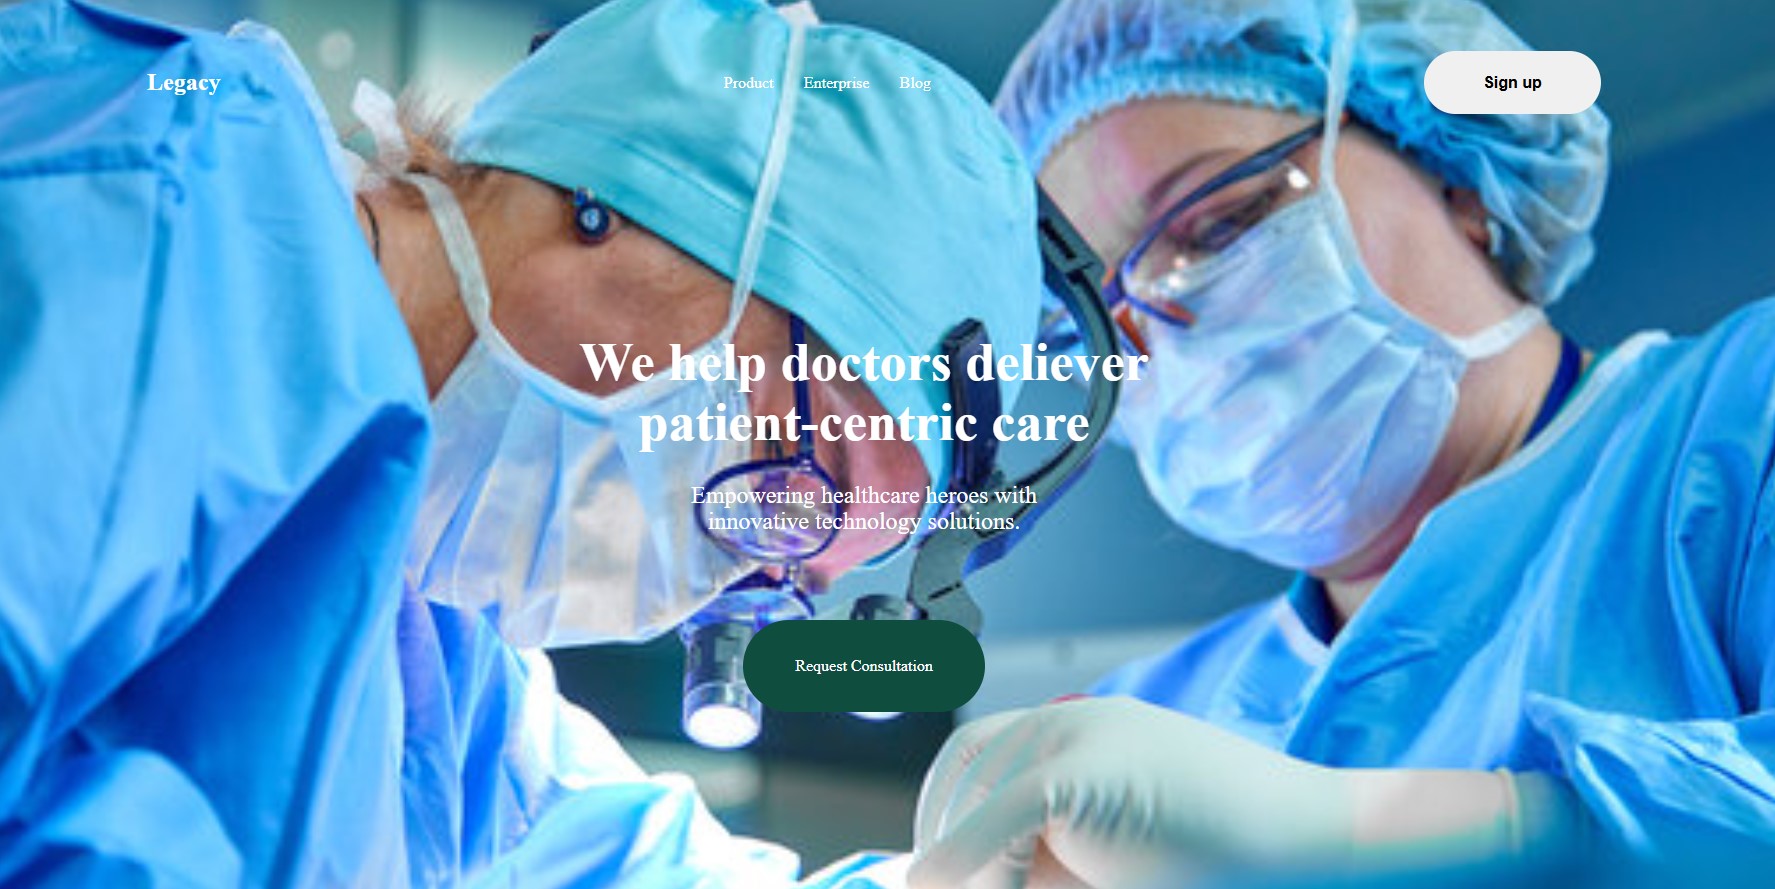 Legacy
Product Enterprise Blog
Sign up
We help doctors deliever
patient-centric care
Empowering healthcare heroes with
innovative technology solutions.
Request Consultation